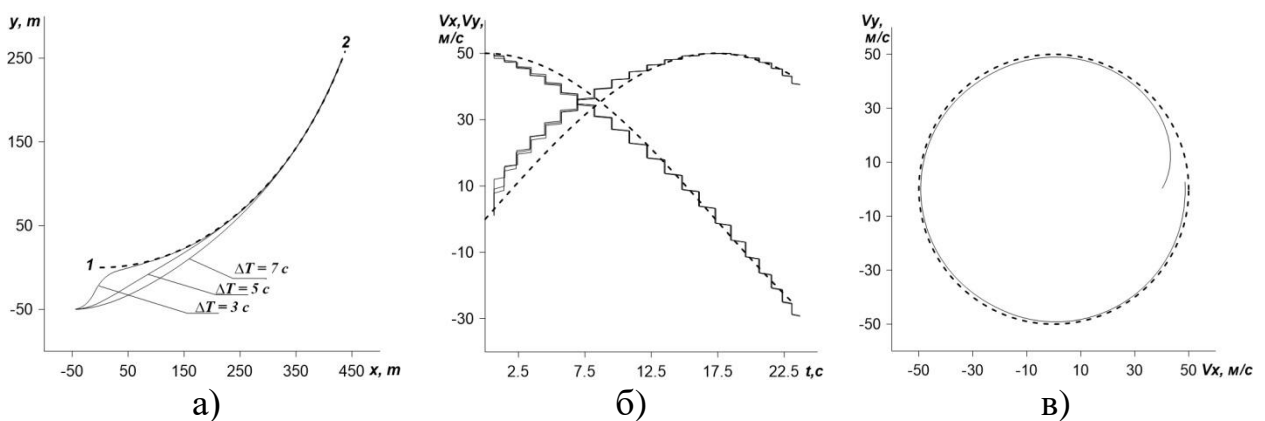 y, m
250
150
50
-50
2
1
ΔT = 7 c
ΔT = 5 c
ΔT = 3 c
-50 50 150 250 350 450 x, m
а)
Vx,Vy,
м/с
50
30
10
-10
-30
2.5 7.5 12.5 17.5 22.5 t,c
б)
Vy,
м/с
50
30
10
-10
-30
-50
-50 -30 -10 10 30 50 Vx, м/с
в)